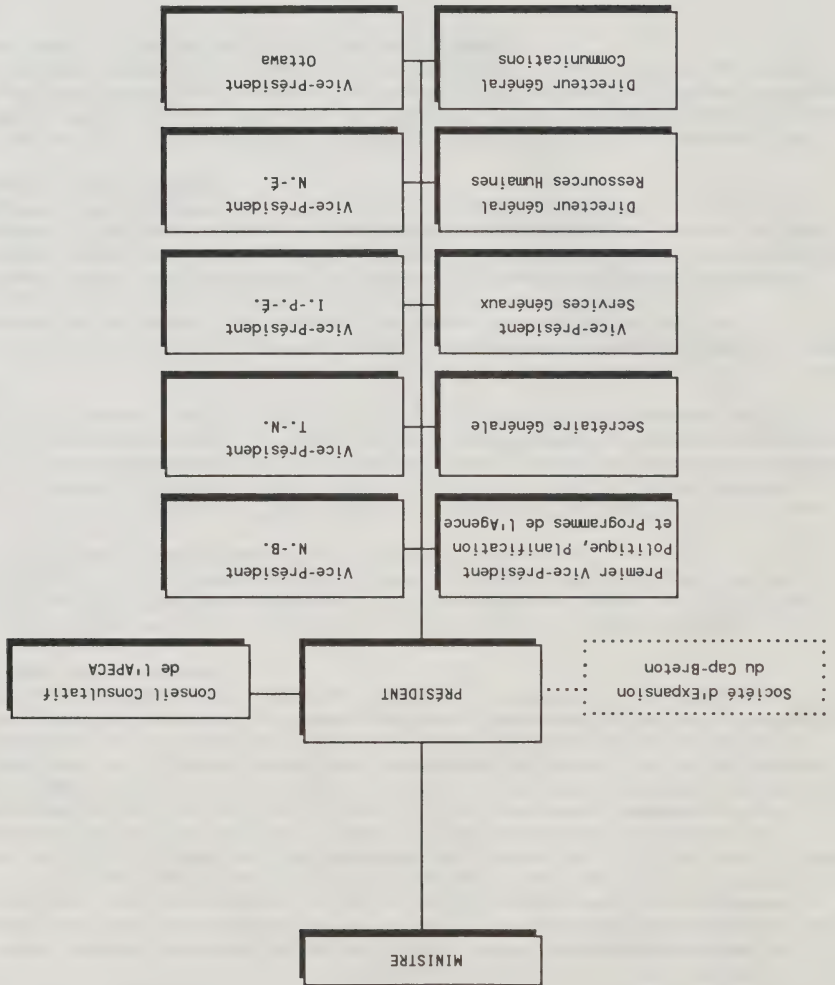 MINISTRE
Société d'Expansion
du Cap-Breton
PRÉSIDENT
Conseil Consultatif
de l'APECA
Premier Vice-Président
Politique, Planification
et Programmes de l'Agence
Vice-Président
N.-B.
Secrétaire Générale
Vice-Président
T.-N.
Vice-Président
Services Généraux
Vice-Président
I.-P.-É.
Directeur Général
Ressources Humaines
Vice-Président
N.-É.
Directeur Général
Communications
Vice-Président
Ottawa